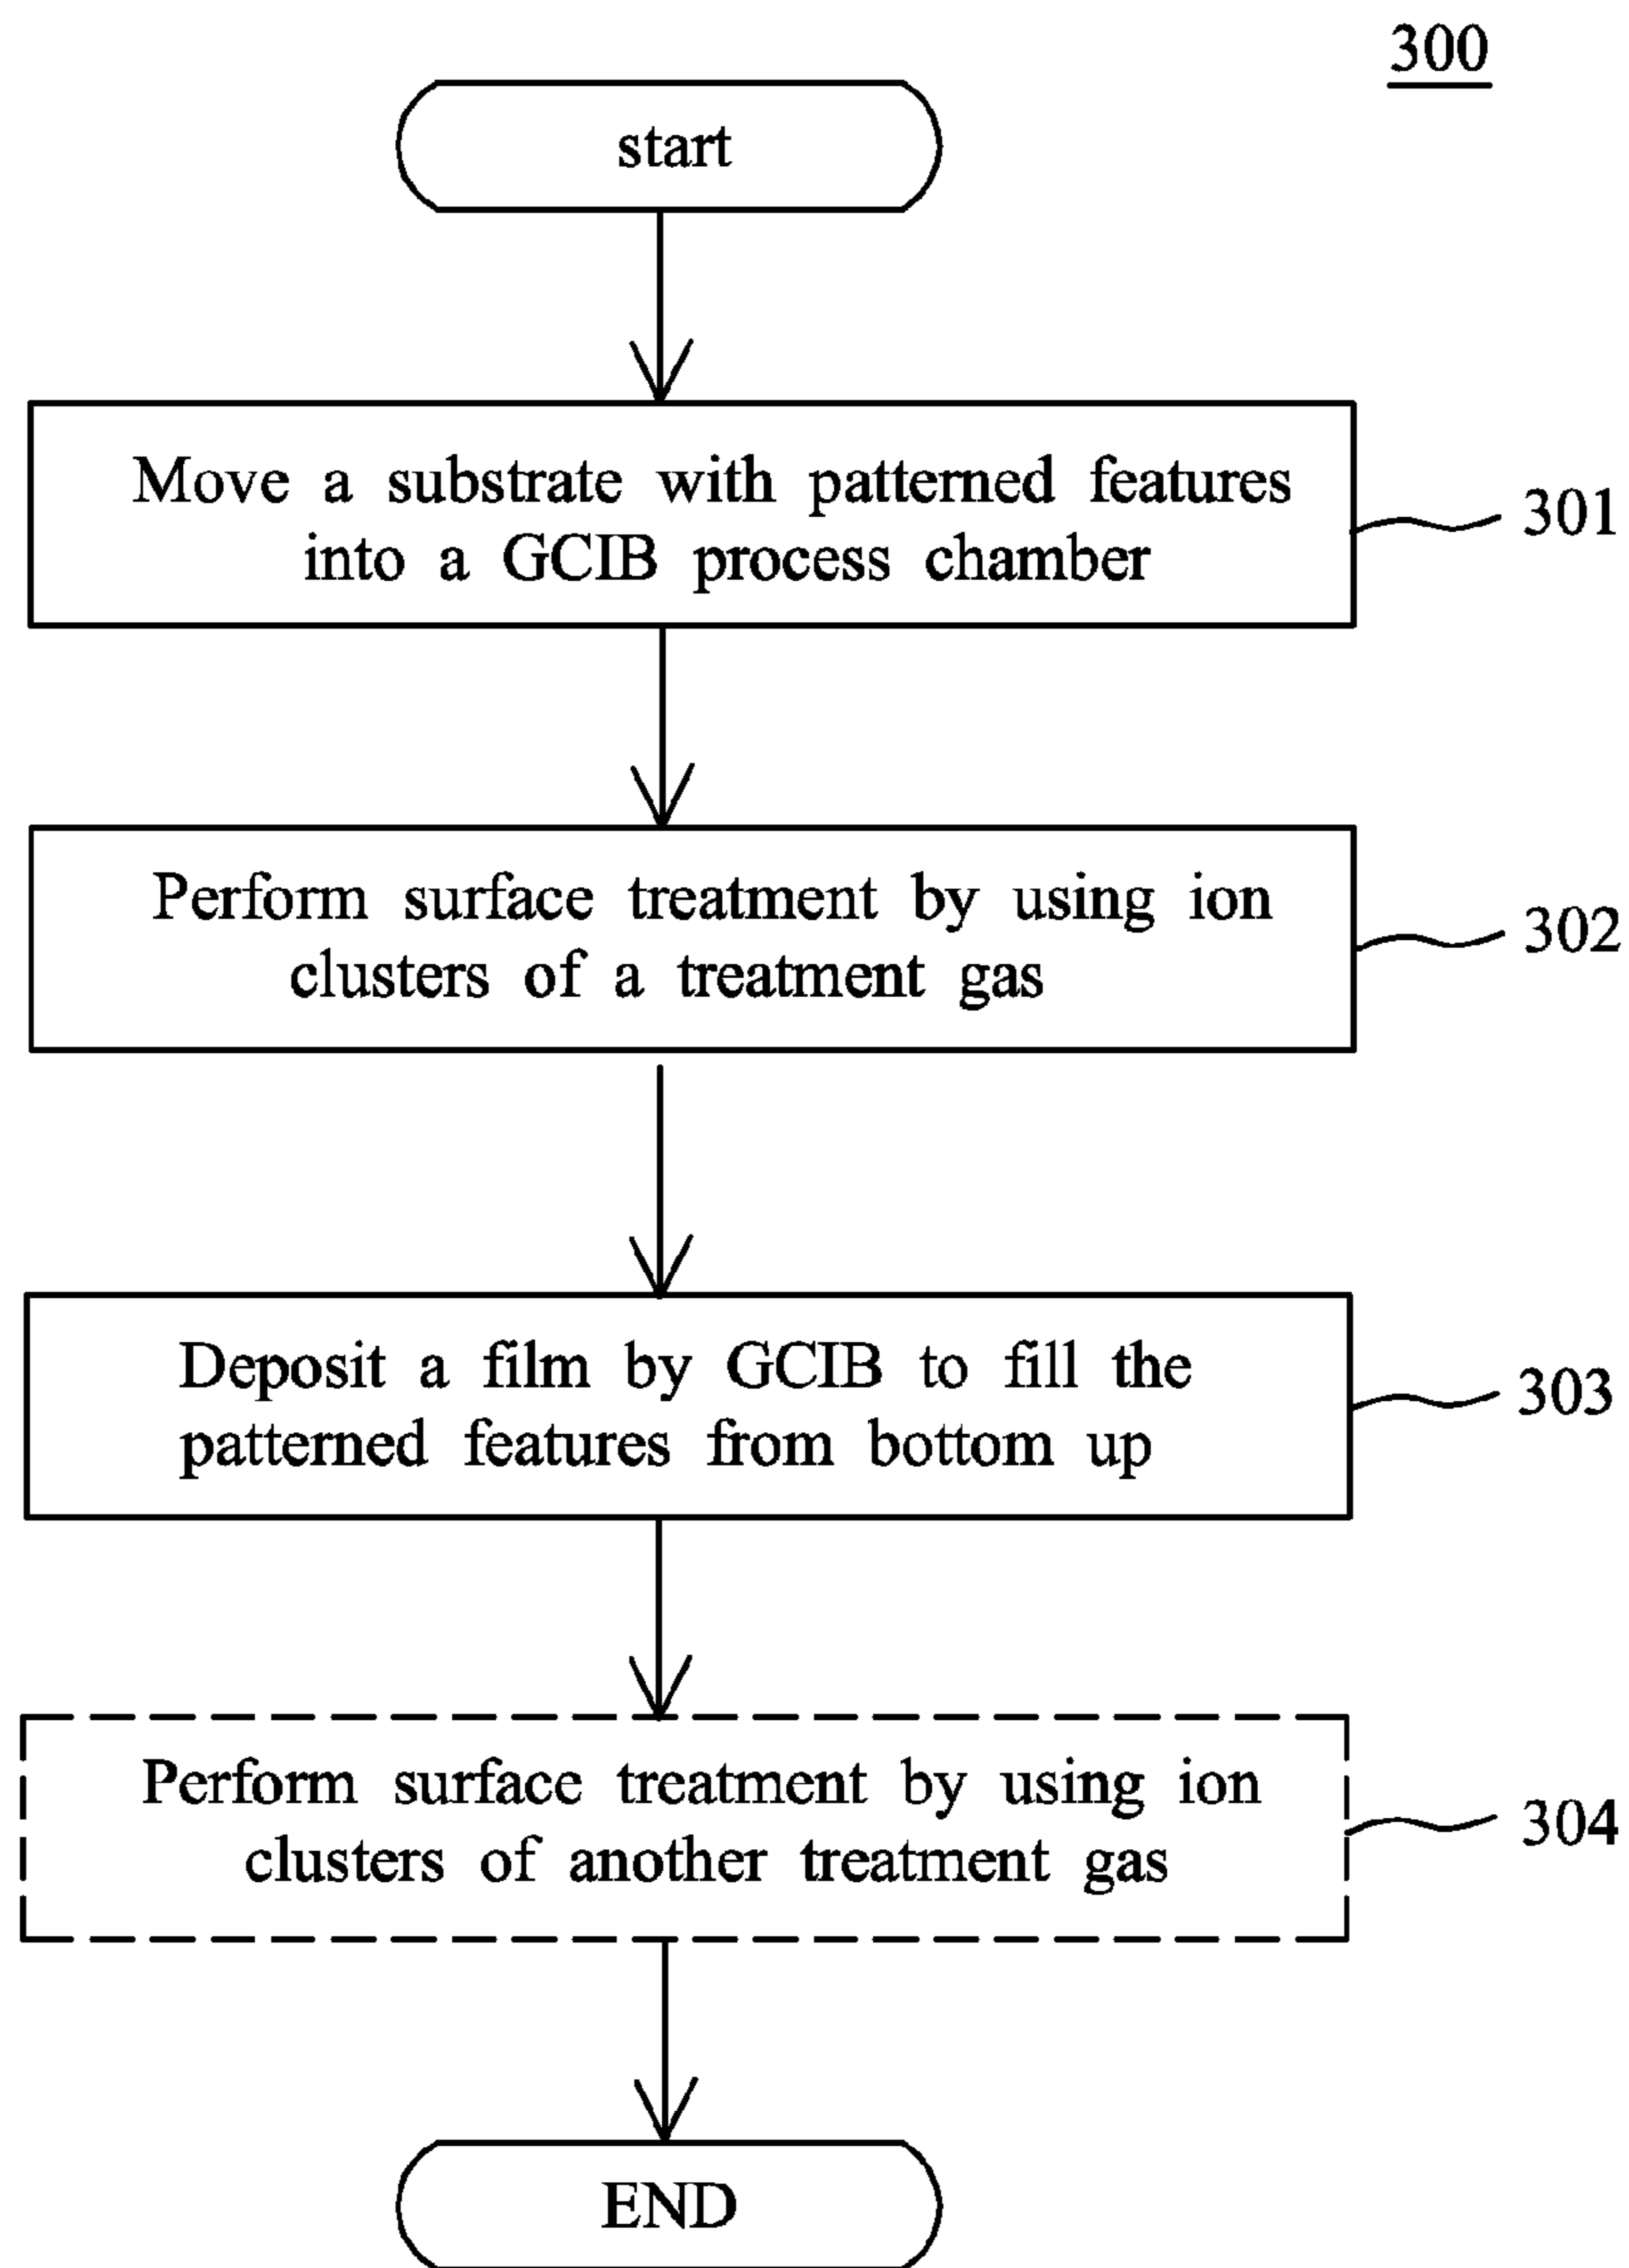 300
start
Move a substrate with patterned features
into a GCIB process chamber
301
Perform surface treatment by using ion
clusters of a treatment gas
302
Deposit a film by GCIB to fill the
patterned features from bottom up
303
Perform surface treatment by using ion
clusters of another treatment gas
304
END